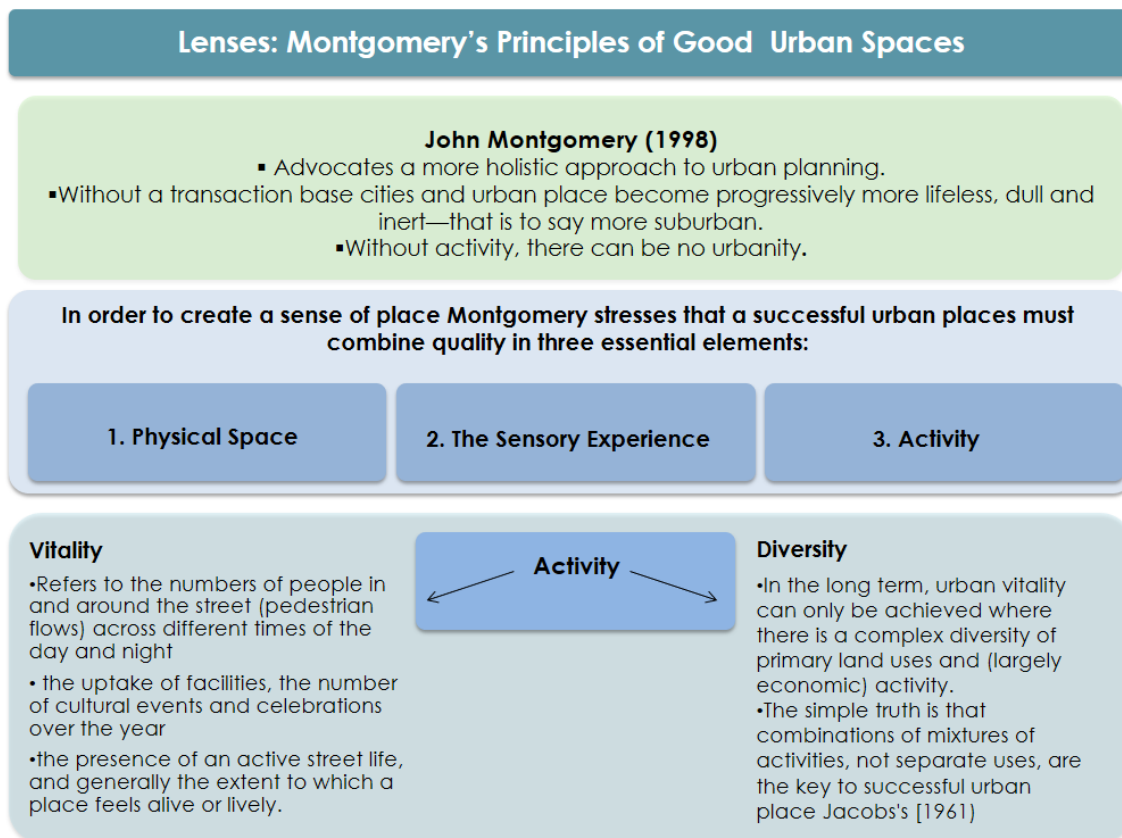 Lenses: Montgomery's Principles of Good  Urban Spaces
John Montgomery (1998)
▪ Advocates a more holistic approach to urban planning.
▪Without a transaction base cities and urban place become progressively more lifeless, dull and
inert—that is to say more suburban.
▪Without activity, there can be no urbanity.
In order to create a sense of place Montgomery stresses that a successful urban places must
combine quality in three essential elements:
1. Physical Space
2. The Sensory Experience
3. Activity
Vitality
•Refers to the numbers of people in
and around the street (pedestrian
flows) across different times of the
day and night
• the uptake of facilities, the number
of cultural events and celebrations
over the year
•the presence of an active street life,
and generally the extent to which a
place feels alive or lively.
Activity
Diversity
•In the long term, urban vitality
can only be achieved where
there is a complex diversity of
primary land uses and (largely
economic) activity.
•The simple truth is that
combinations of mixtures of
activities, not separate uses, are
the key to successful urban
place Jacobs's [1961)